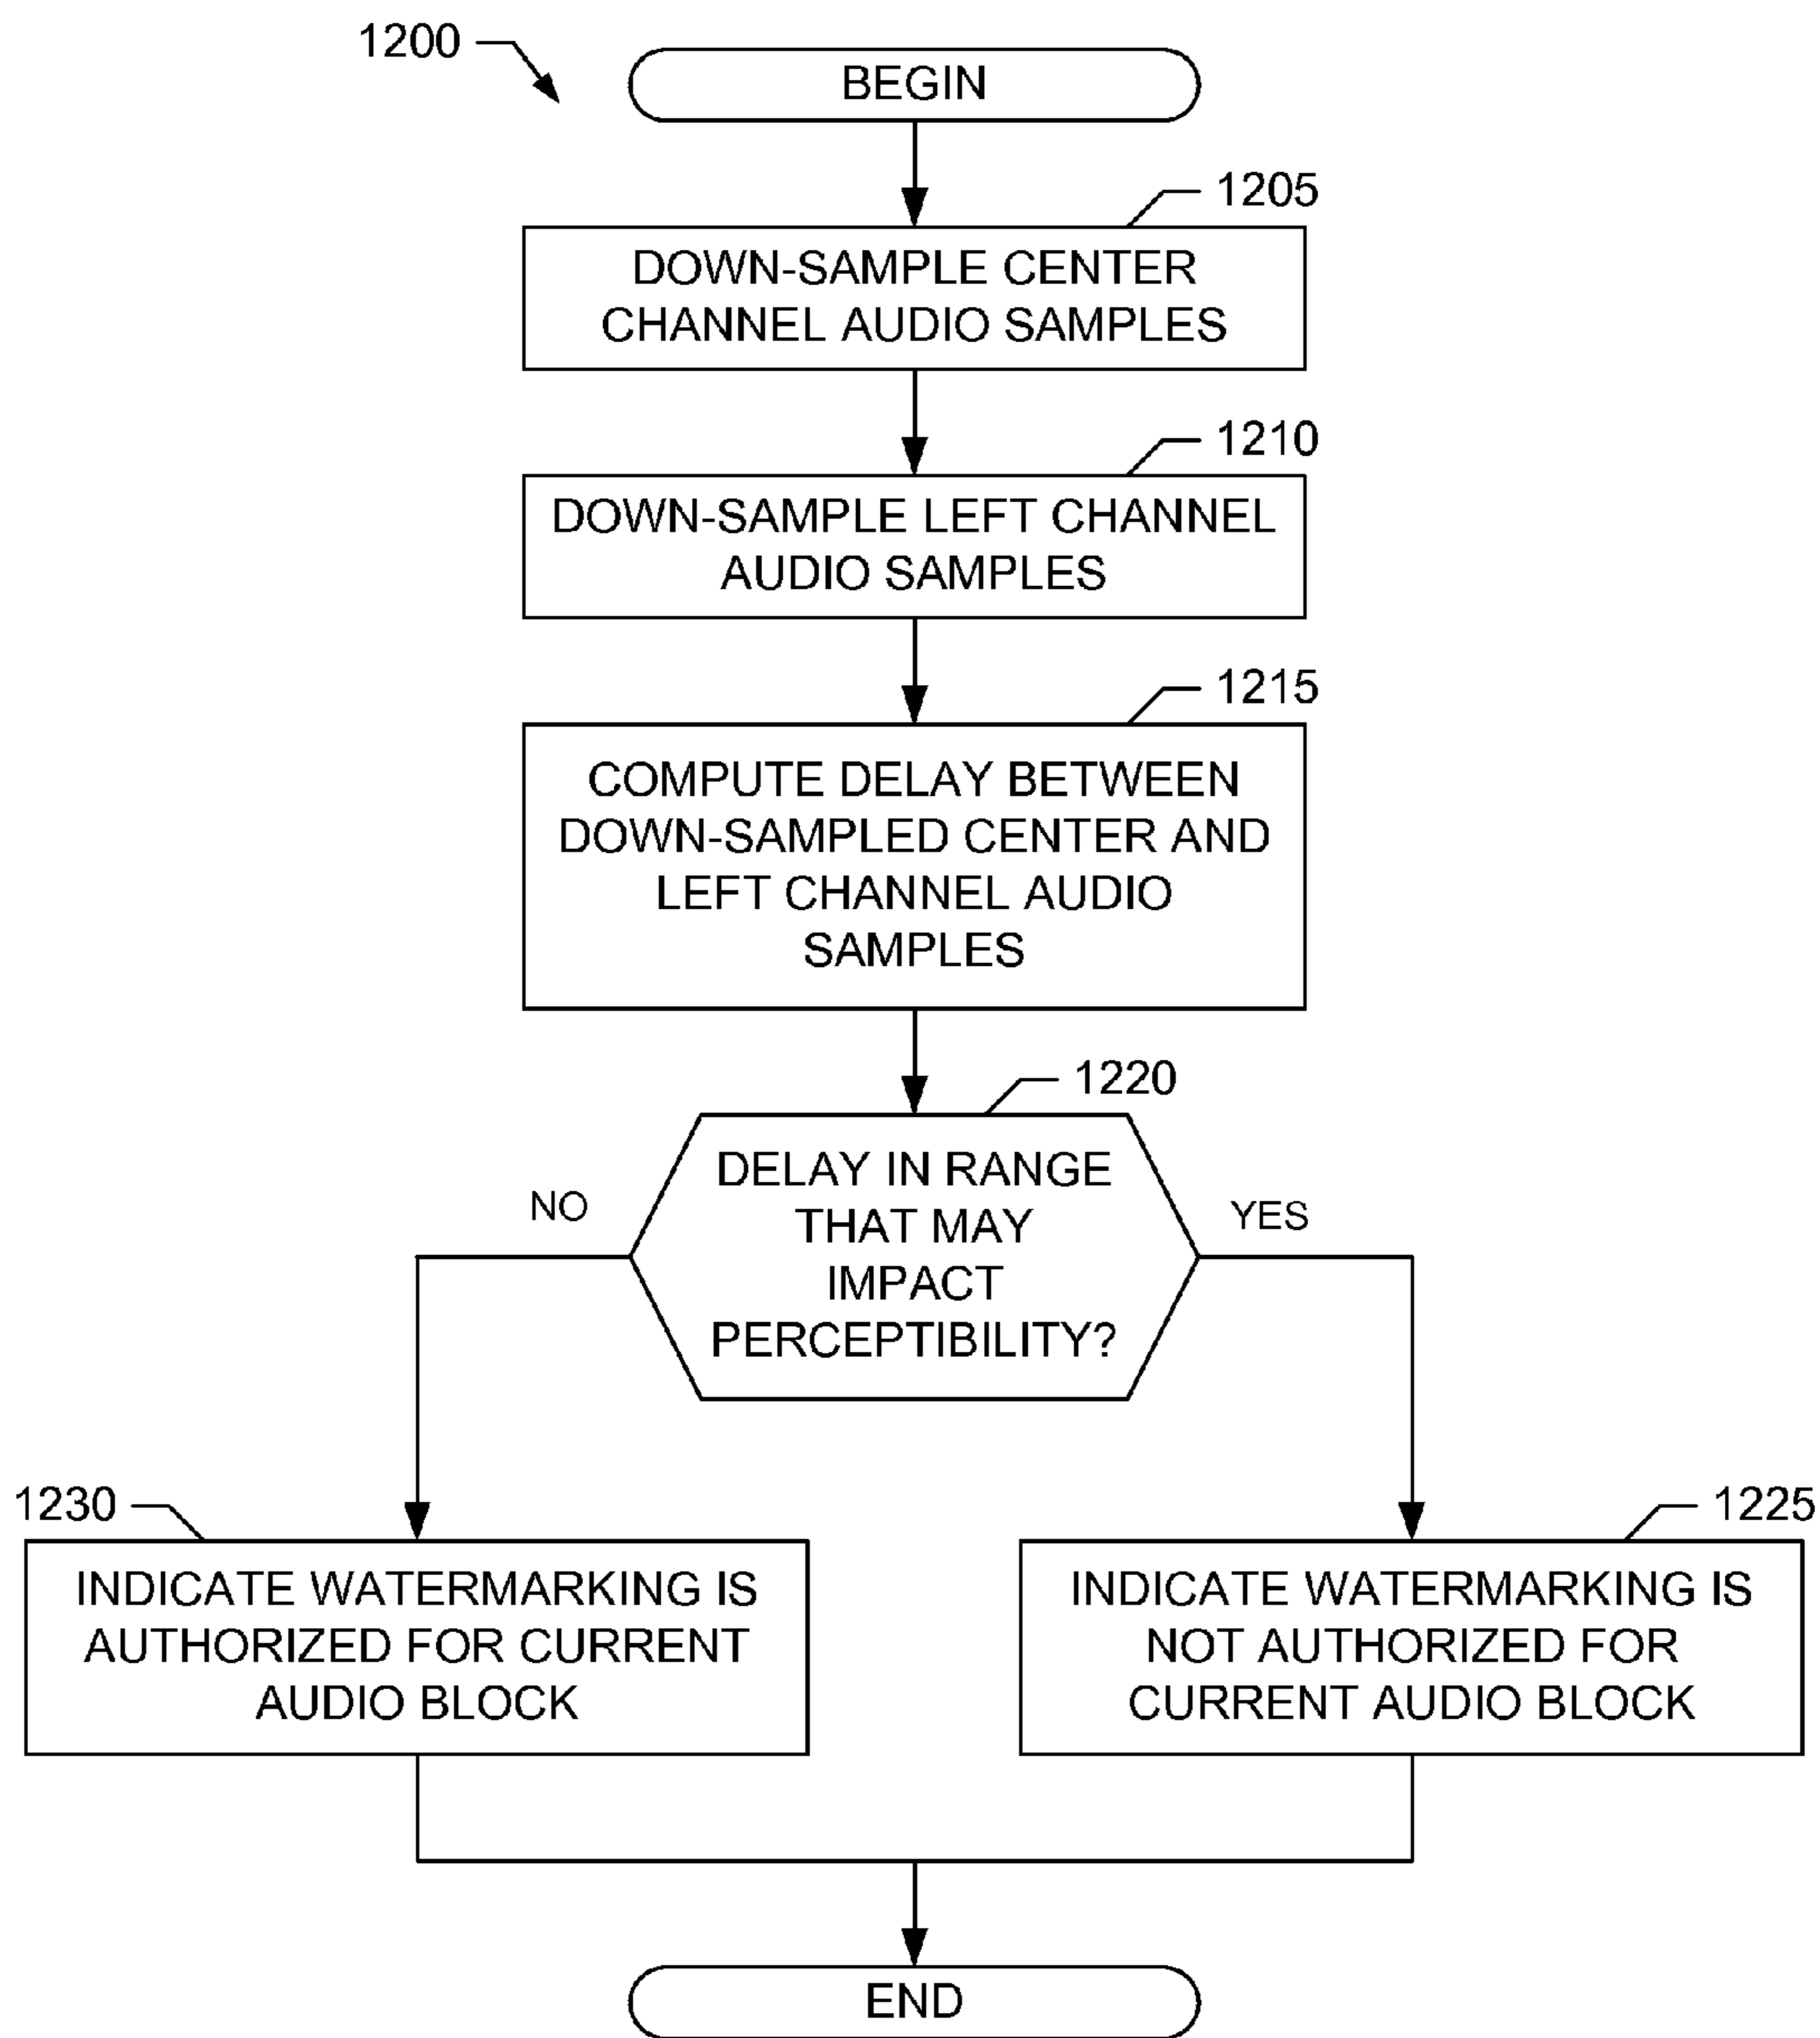 1200
BEGIN
1205
DOWN-SAMPLE CENTER
CHANNEL AUDIO SAMPLES
1210
DOWN-SAMPLE LEFT CHANNEL
AUDIO SAMPLES
1215
COMPUTE DELAY BETWEEN
DOWN-SAMPLED CENTER AND
LEFT CHANNEL AUDIO
SAMPLES
1220
DELAY IN RANGE
THAT MAY
IMPACT
PERCEPTIBILITY?
NO
YES
1230
INDICATE WATERMARKING IS
AUTHORIZED FOR CURRENT
AUDIO BLOCK
1225
INDICATE WATERMARKING IS
NOT AUTHORIZED FOR
CURRENT AUDIO BLOCK
END